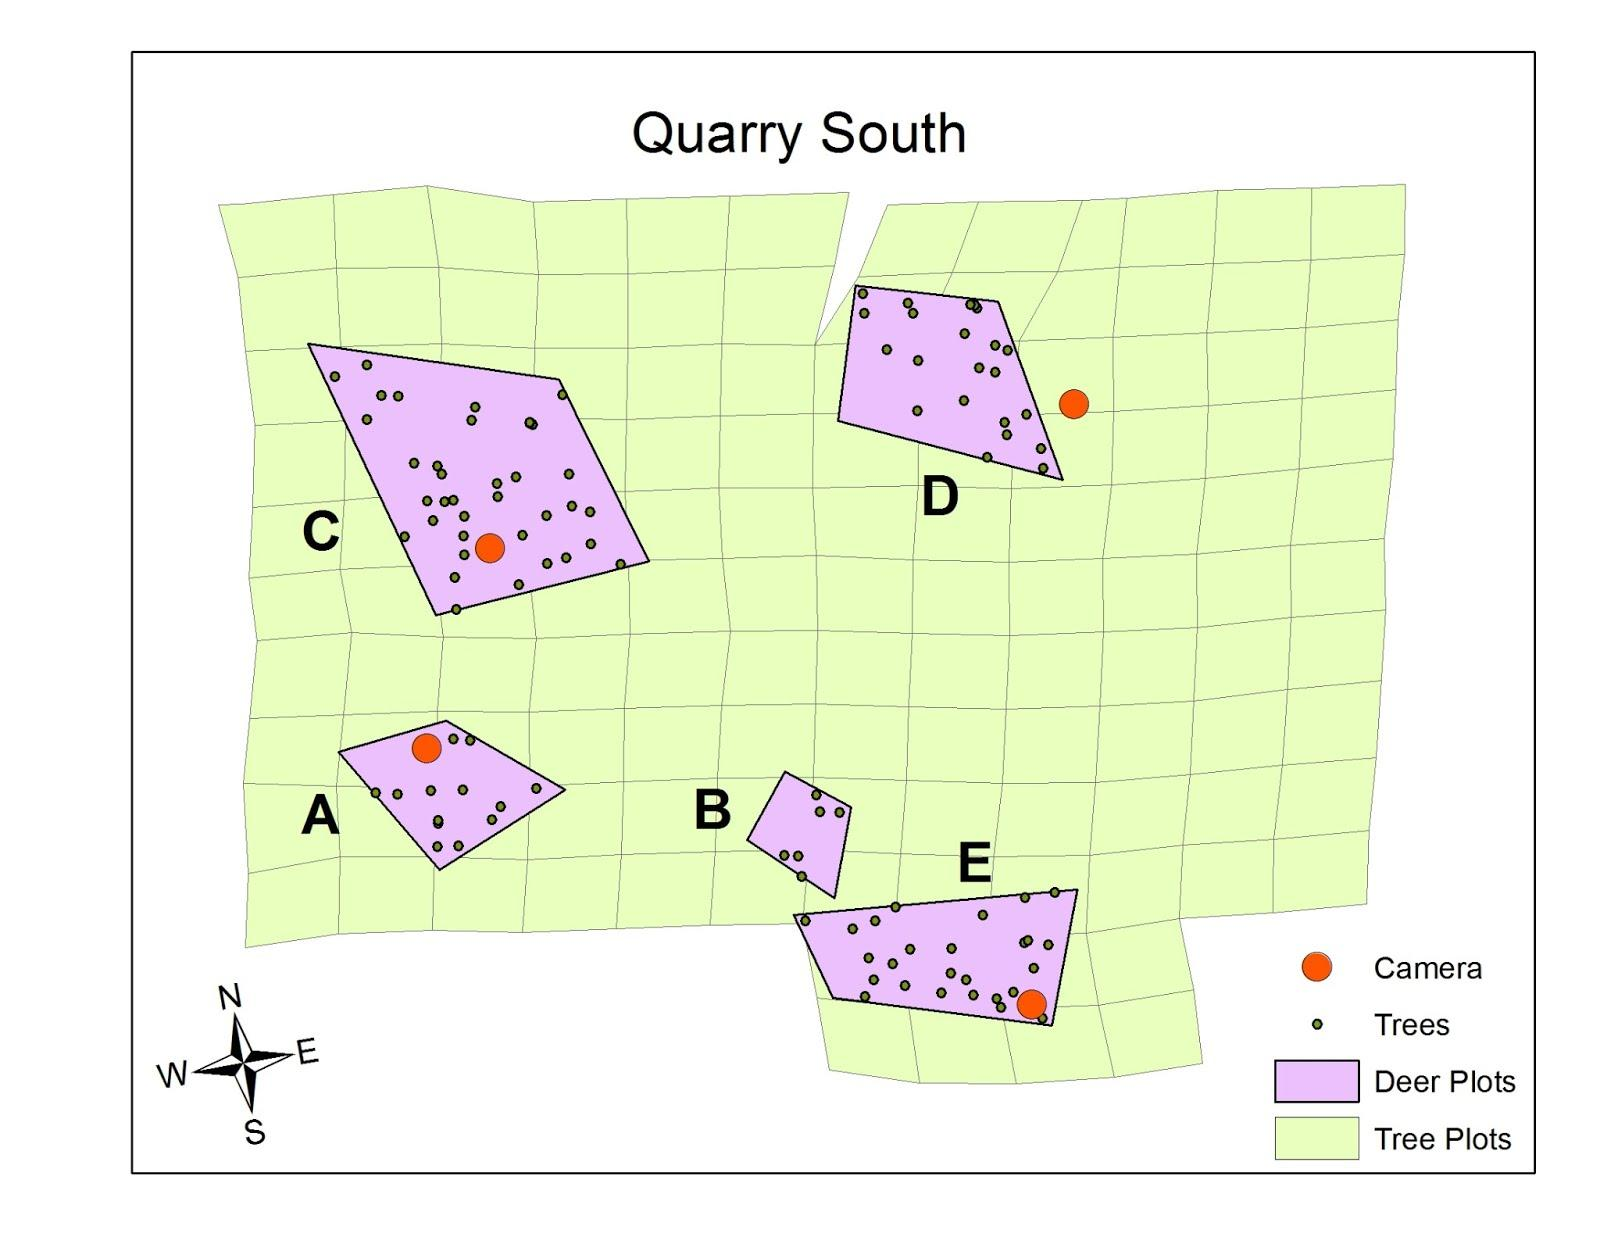 Quarry South
D
C
A
B
E
Camera
Trees
Deer Plots
Tree Plots
N
W E
S